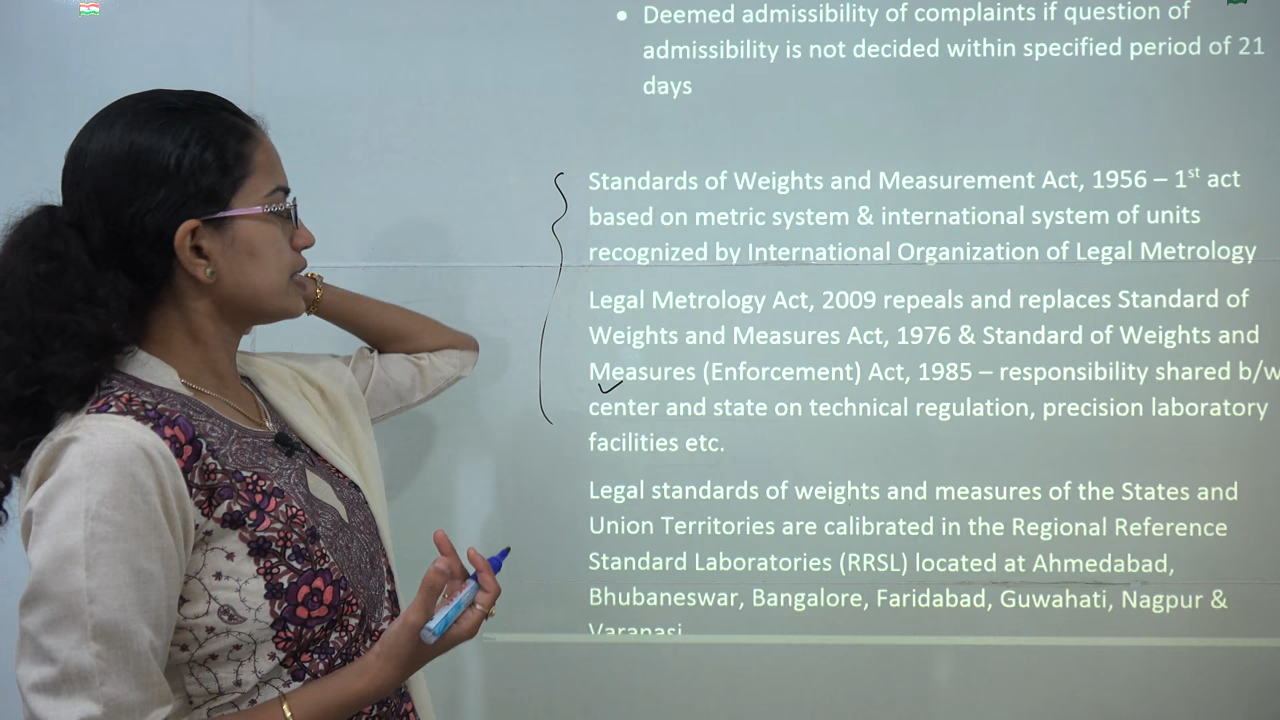 • Deemed admissibility of complaints if question of
admissibility is not decided within specified period of 21
days
Standards of Weights and Measurement Act, 1956 – 1st act
based on metric system & international system of units
recognized by International Organization of Legal Metrology
Legal Metrology Act, 2009 repeals and replaces Standard of
Weights and Measures Act, 1976 & Standard of Weights and
Measures (Enforcement) Act, 1985 – responsibility shared b/w
center and state on technical regulation, precision laboratory
facilities etc.
Legal standards of weights and measures of the States and
Union Territories are calibrated in the Regional Reference
Standard Laboratories (RRSL) located at Ahmedabad,
Bhubaneswar, Bangalore, Faridabad, Guwahati, Nagpur &
Varanasi